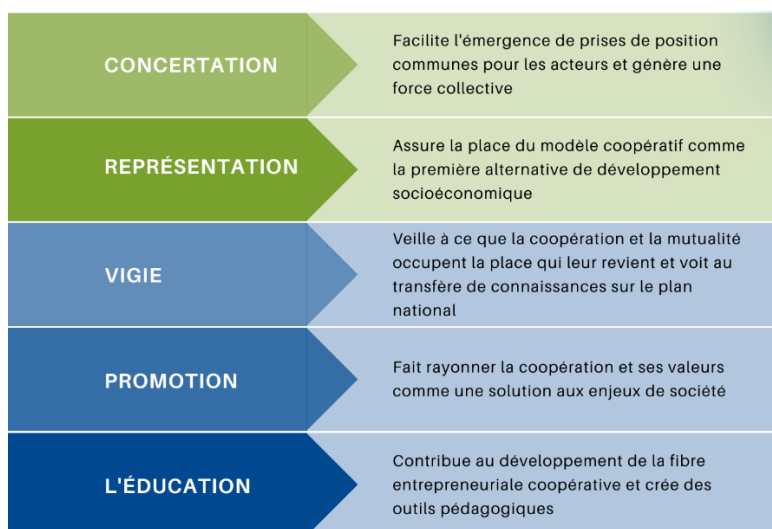 CONCERTATION
Facilite l'émergence de prises de position
communes pour les acteurs et génère une
force collective
REPRÉSENTATION
Assure la place du modèle coopératif comme
la première alternative de développement
socioéconomique
VIGIE
Veille à ce que la coopération et la mutualité
occupent la place qui leur revient et voit au
transfère de connaissances sur le plan
national
PROMOTION
Fait rayonner la coopération et ses valeurs
comme une solution aux enjeux de société
L'ÉDUCATION
Contribue au développement de la fibre
entrepreneuriale coopérative et crée des
outils pédagogiques